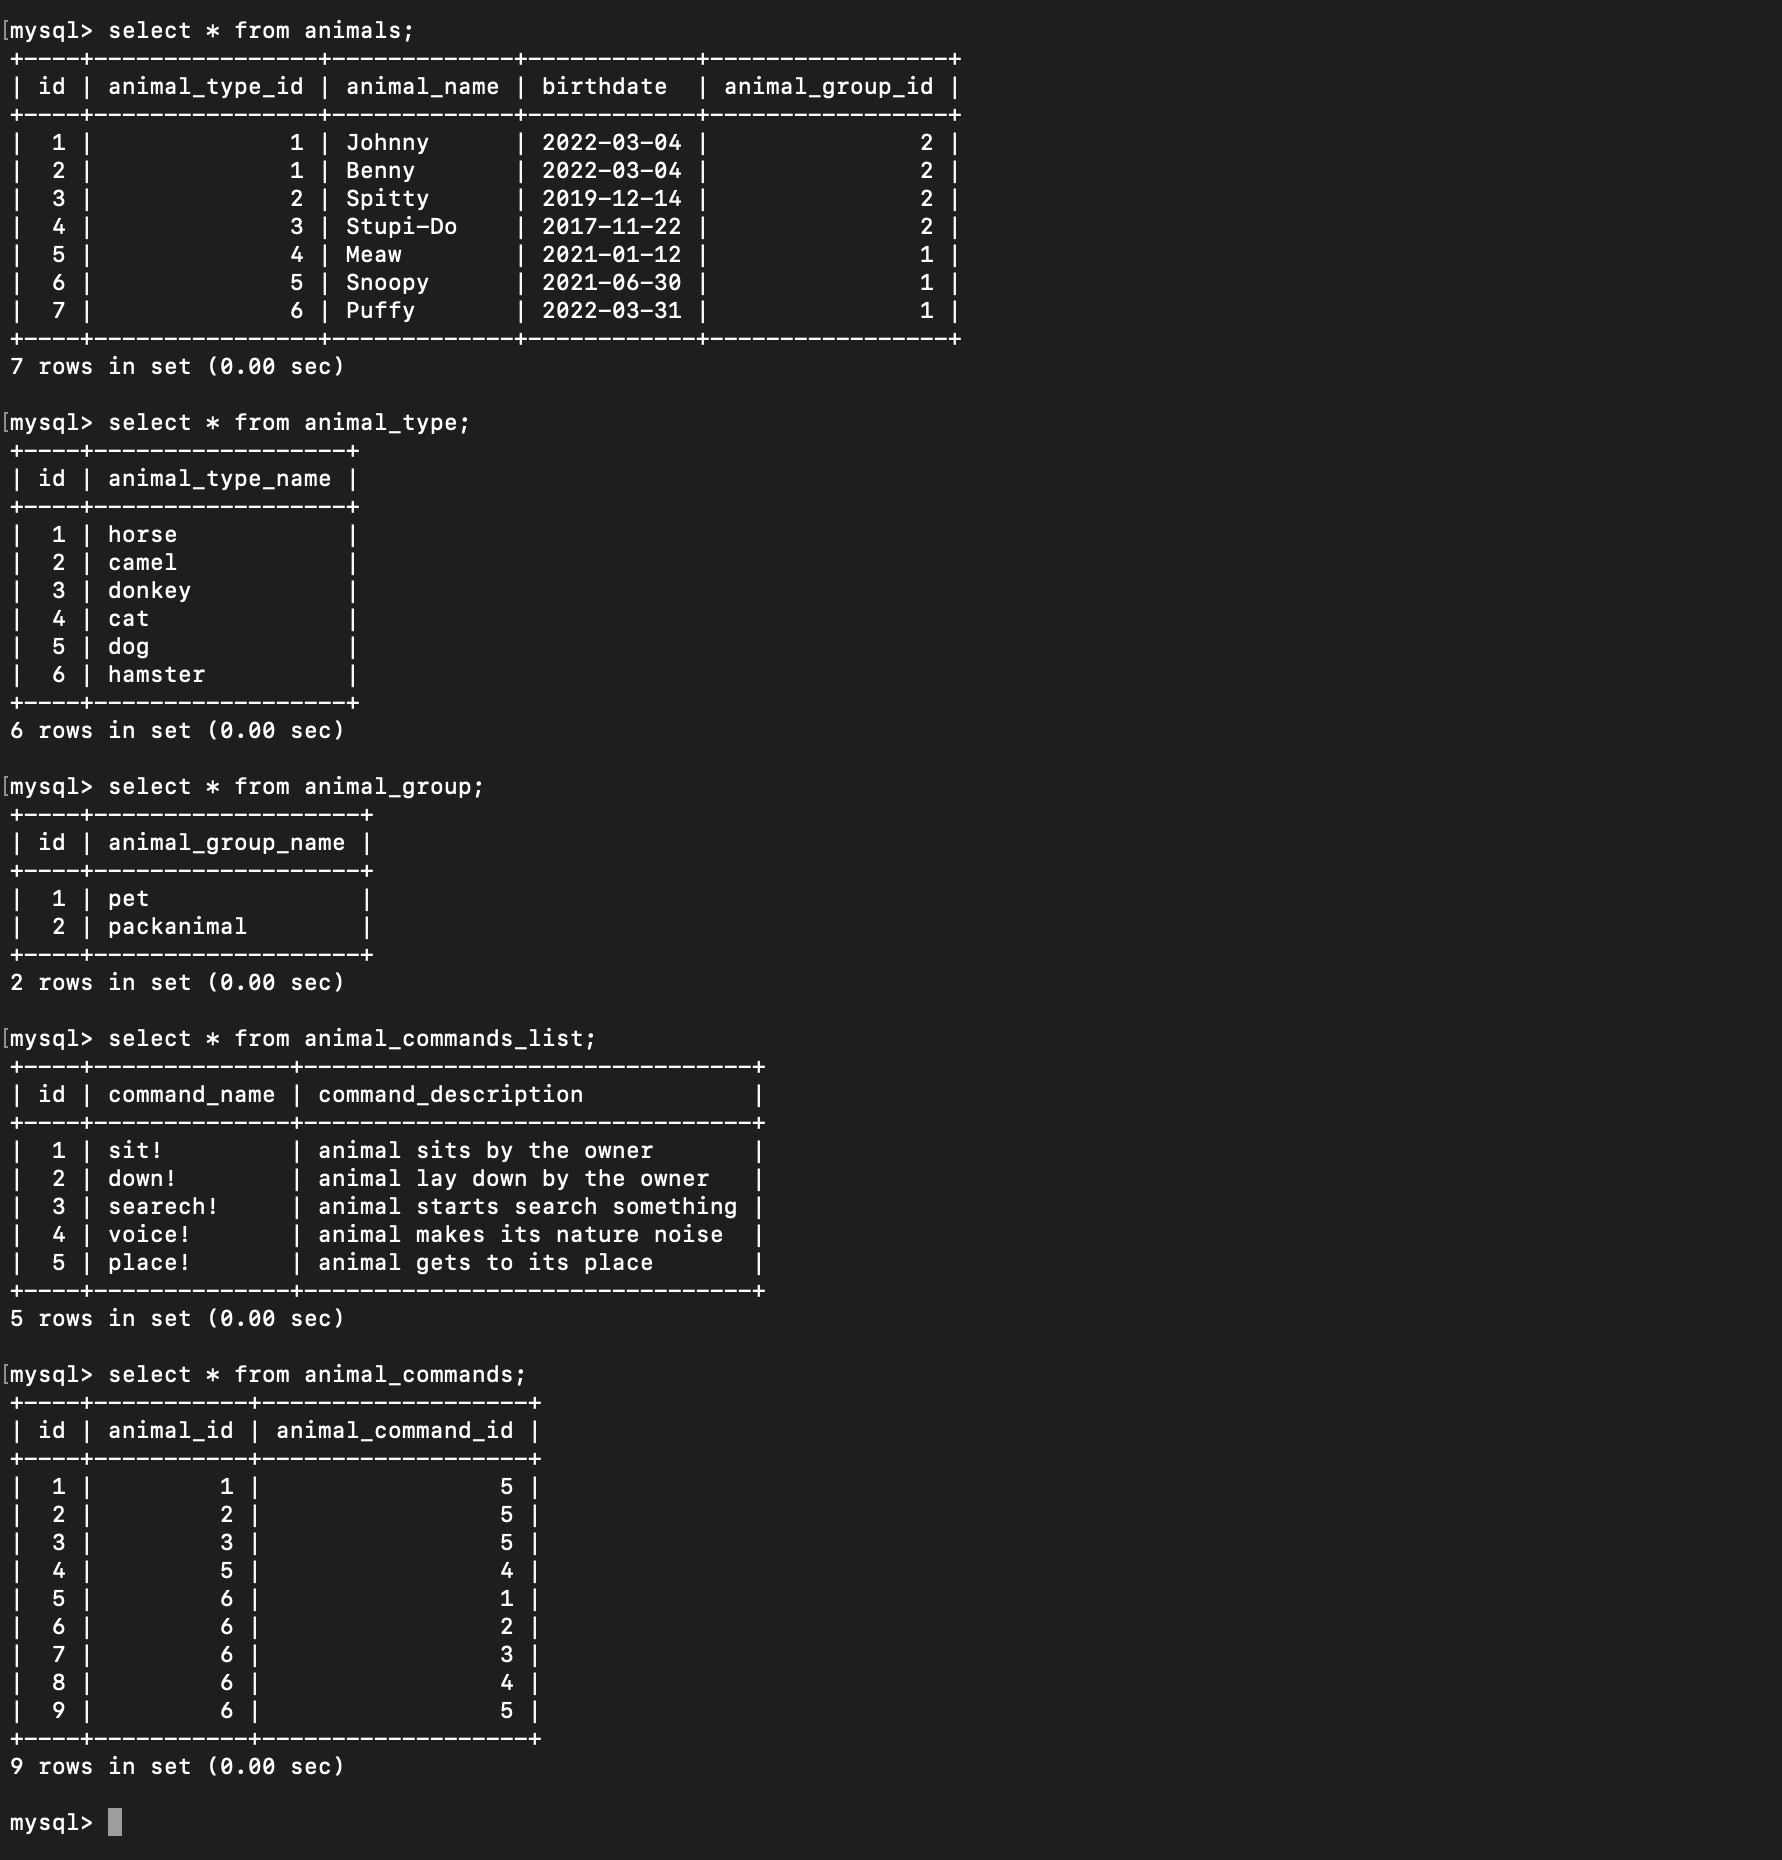 mysql> select * from animals;
+----+----------------+-------------+------------+-----------------+
| id | animal_type_id | animal_name | birthdate  | animal_group_id |
+----+----------------+-------------+------------+-----------------+
|  1 |              1 | Johnny      | 2022-03-04 |               2 |
|  2 |              1 | Benny       | 2022-03-04 |               2 |
|  3 |              2 | Spitty      | 2019-12-14 |               2 |
|  4 |              3 | Stupi-Do    | 2017-11-22 |               2 |
|  5 |              4 | Meaw        | 2021-01-12 |               1 |
|  6 |              5 | Snoopy      | 2021-06-30 |               1 |
|  7 |              6 | Puffy       | 2022-03-31 |               1 |
+----+----------------+-------------+------------+-----------------+
7 rows in set (0.00 sec)

mysql> select * from animal_type;
+----+------------------+
| id | animal_type_name |
+----+------------------+
|  1 | horse            |
|  2 | camel            |
|  3 | donkey           |
|  4 | cat              |
|  5 | dog              |
|  6 | hamster          |
+----+------------------+
6 rows in set (0.00 sec)

mysql> select * from animal_group;
+----+-------------------+
| id | animal_group_name |
+----+-------------------+
|  1 | pet               |
|  2 | packanimal        |
+----+-------------------+
2 rows in set (0.00 sec)

mysql> select * from animal_commands_list;
+----+--------------+--------------------------------+
| id | command_name | command_description            |
+----+--------------+--------------------------------+
|  1 | sit!         | animal sits by the owner       |
|  2 | down!        | animal lay down by the owner   |
|  3 | searech!     | animal starts search something |
|  4 | voice!       | animal makes its nature noise  |
|  5 | place!       | animal gets to its place       |
+----+--------------+--------------------------------+
5 rows in set (0.00 sec)

mysql> select * from animal_commands;
+----+-----------+-------------------+
| id | animal_id | animal_command_id |
+----+-----------+-------------------+
|  1 |         1 |                 5 |
|  2 |         2 |                 5 |
|  3 |         3 |                 5 |
|  4 |         5 |                 4 |
|  5 |         6 |                 1 |
|  6 |         6 |                 2 |
|  7 |         6 |                 3 |
|  8 |         6 |                 4 |
|  9 |         6 |                 5 |
+----+-----------+-------------------+
9 rows in set (0.00 sec)

mysql>